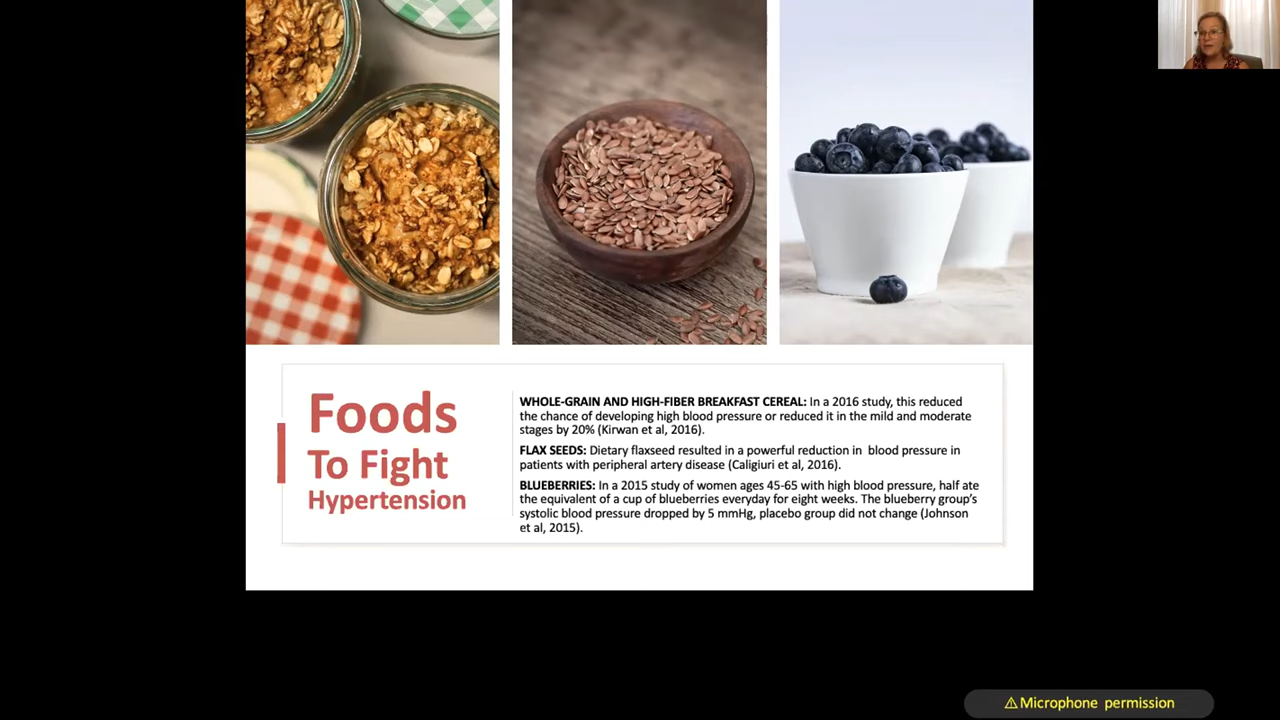 Foods
To Fight
Hypertension
WHOLE-GRAIN AND HIGH-FIBER BREAKFAST CEREAL: In a 2016 study, this reduced
the chance of developing high blood pressure or reduced it in the mild and moderate
stages by 20% (Kirwan et al, 2016).
FLAX SEEDS: Dietary flaxseed resulted in a powerful reduction in  blood pressure in
patients with peripheral artery disease (Caligiuri et al, 2016).
BLUEBERRIES: In a 2015 study of women ages 45-65 with high blood pressure, half ate
the equivalent of a cup of blueberries everyday for eight weeks. The blueberry group's
systolic blood pressure dropped by 5 mmHg, placebo group did not change (Johnson
et al, 2015).
⚠Microphone permission